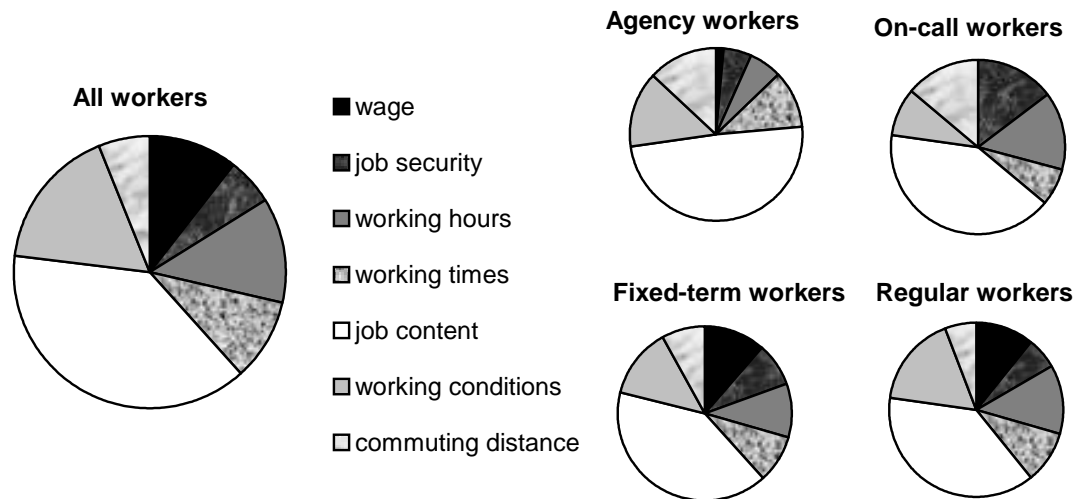 All workers
wage
job security
working hours
working times
job content
working conditions
commuting distance
Agency workers
On-call workers
Fixed-term workers
Regular workers